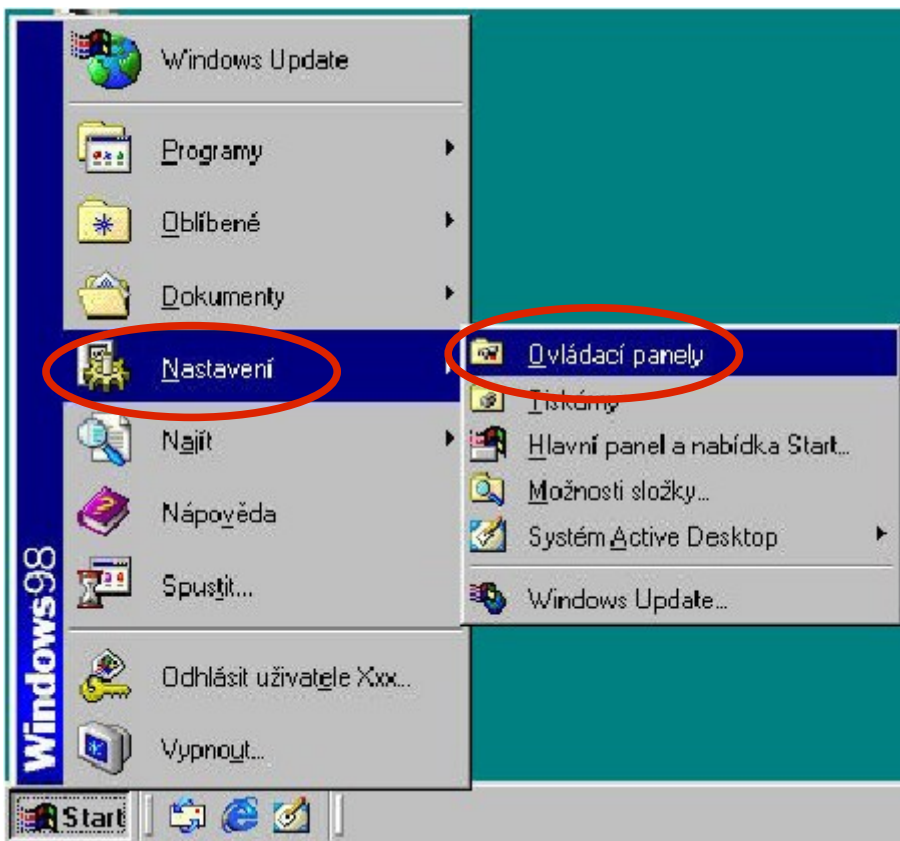 Windows Update
Programy
Oblíbené
Dokumenty
Nastavení
Najít
Nápověda
Spustit...
Odhlásit uživatele Xxx...
Vypnout...
Ovládací panely
Tiskárny
Hlavní panel a nabídka Start...
Možnosti složky...
Systém Active Desktop
Windows Update...
Windows98
Start